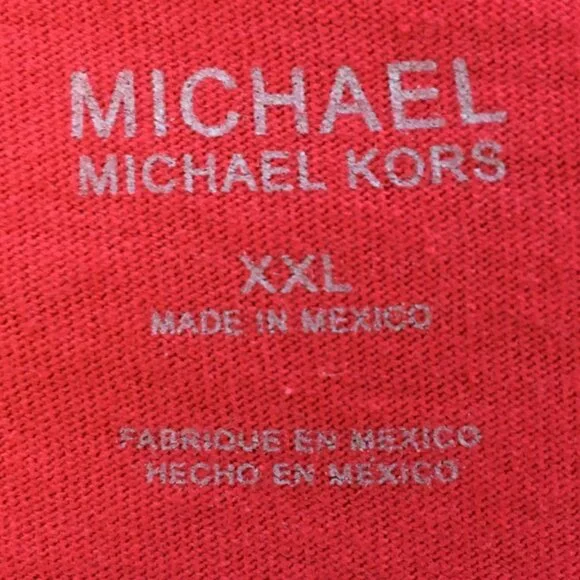 MICHAEL
MICHAEL KORS
XXL
MADE IN MEXICO
FABRIQUE EN MEXICO
HECHO EN MEXICO